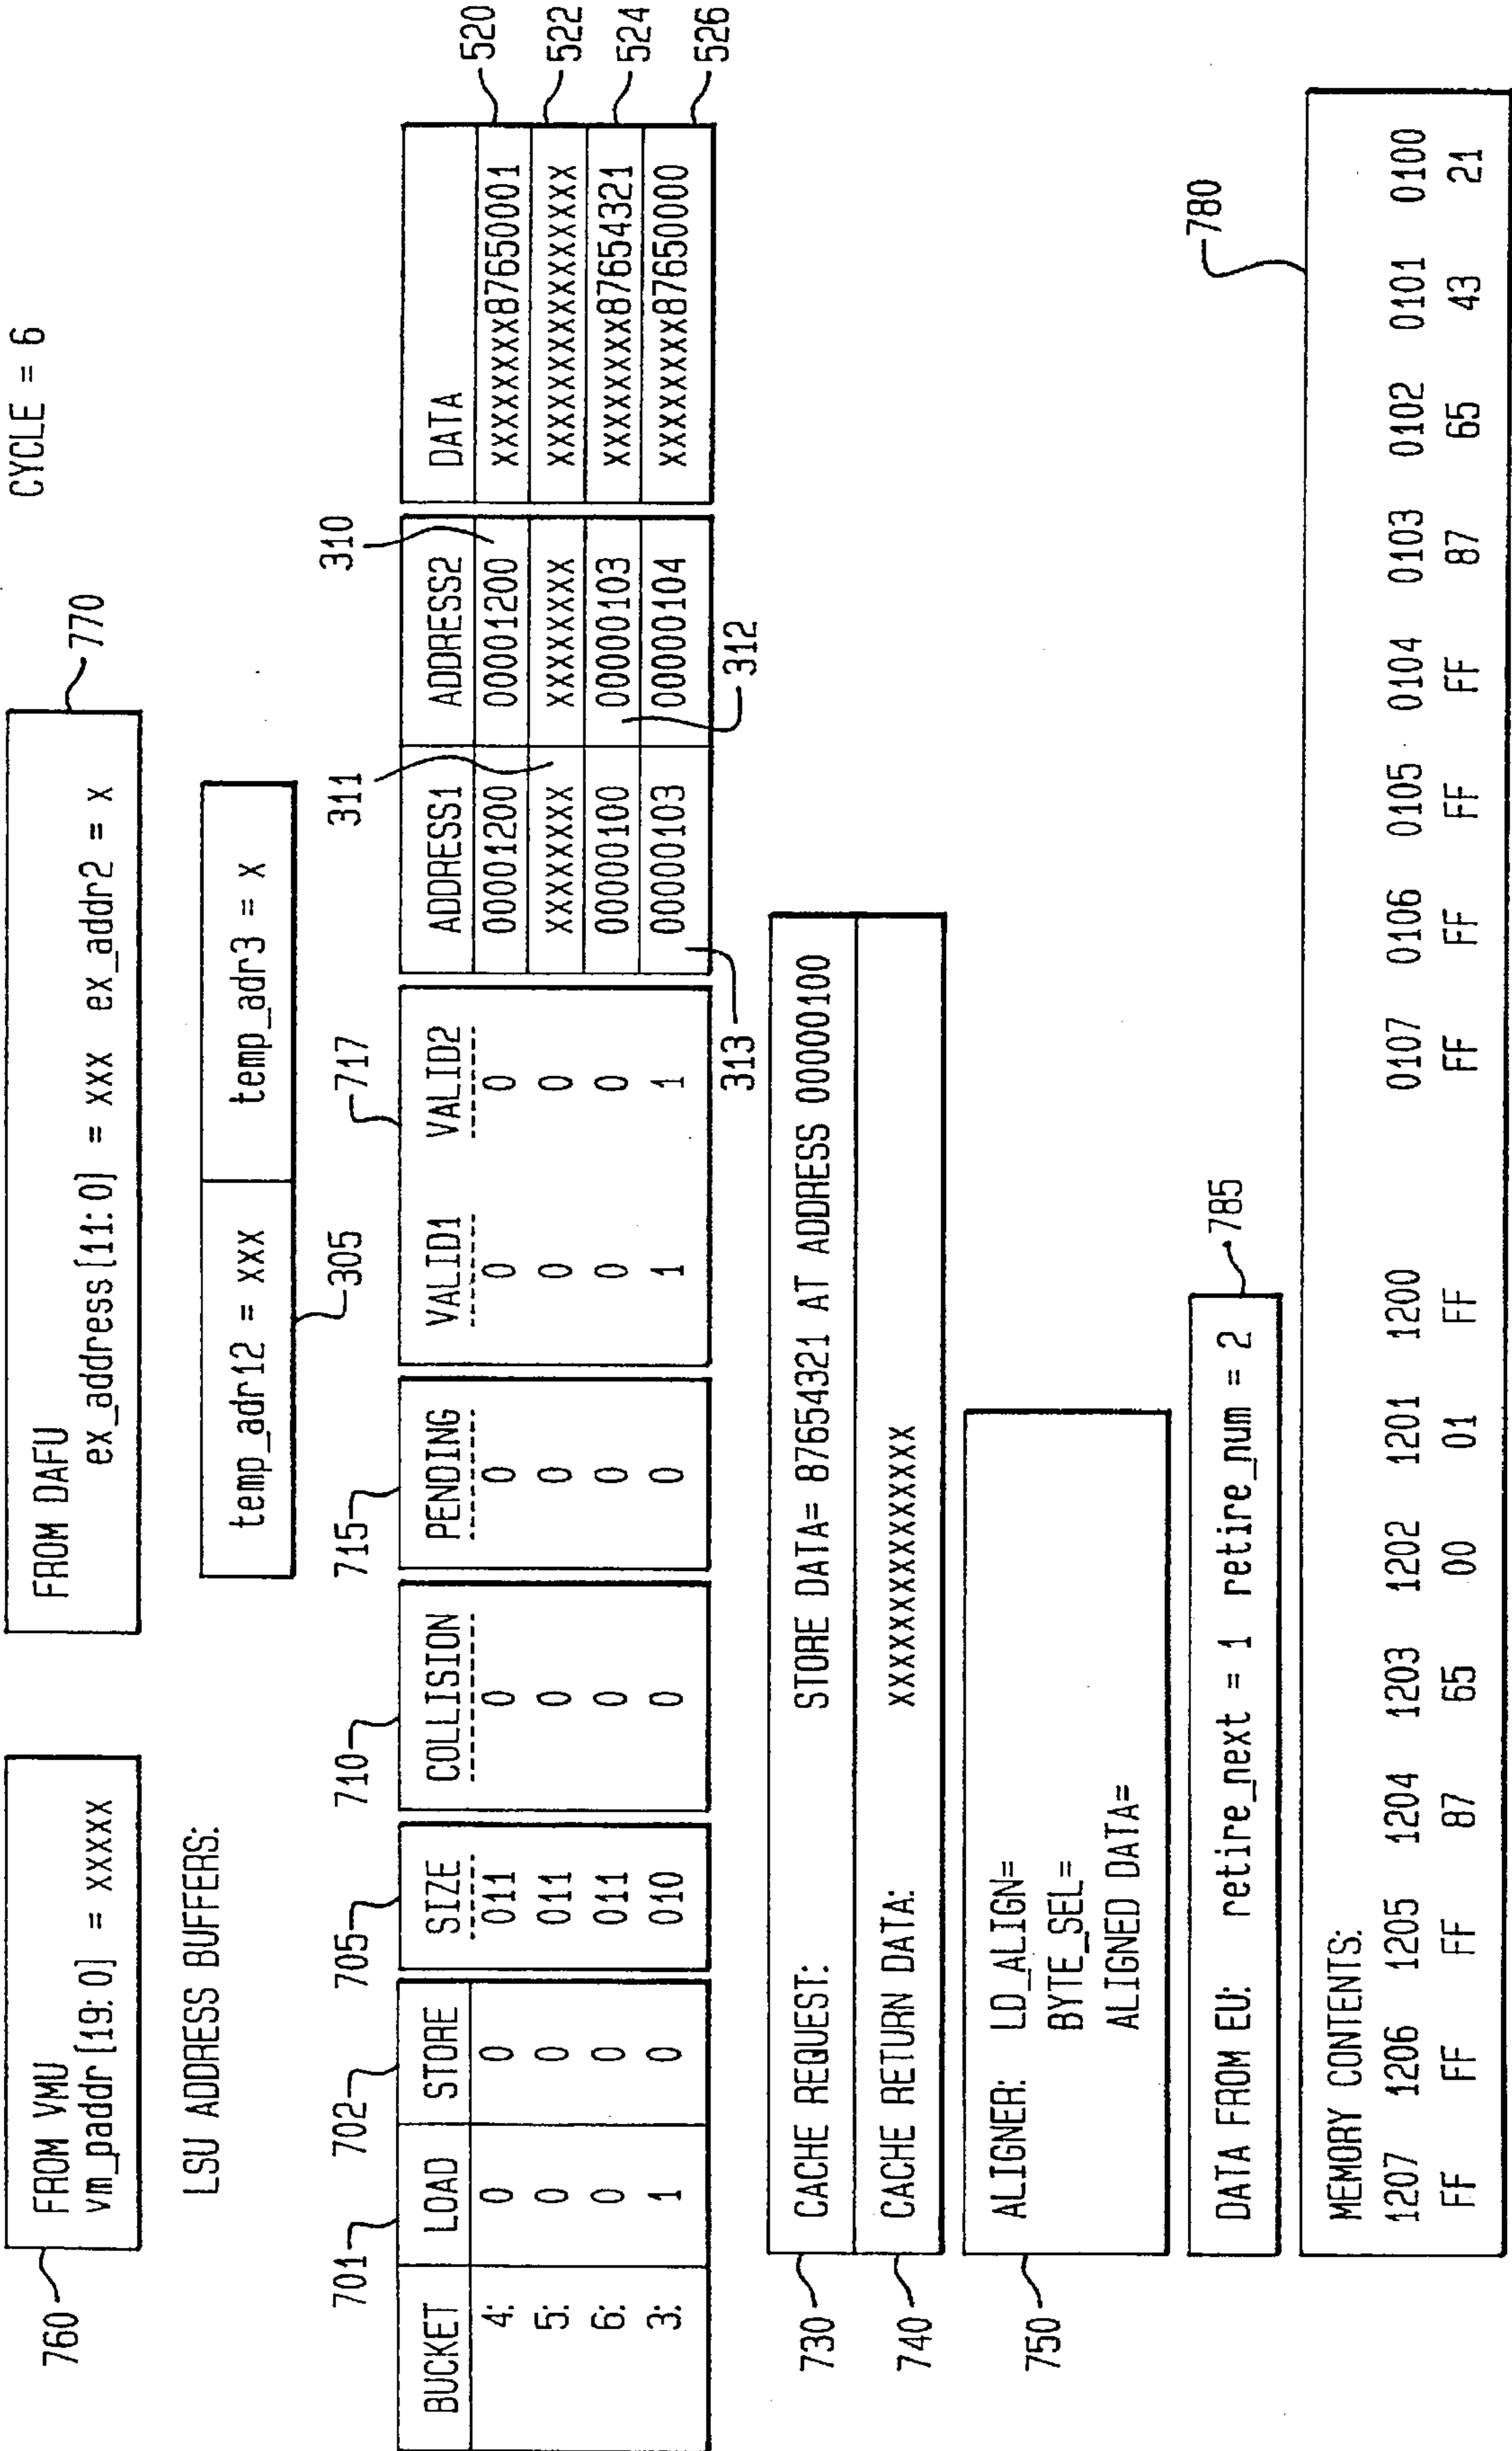 CYCLE = 6
760
FROM VMU
vm_paddr[19:0] = xxxxx
FROM DAFU
ex_address[11:0] = xxx ex_addr2 = x
770
LSU ADDRESS BUFFERS:
temp_adr12 = xxx temp_adr3 = x
305
701 702 705 710 715 717 311 310
BUCKET LOAD STORE SIZE COLLISION PENDING VALID1 VALID2 ADDRESS1 ADDRESS2 DATA
4: 0 0 011 0 0 0 0 00001200 00001200 XXXXXXXX87650001 520
5: 0 0 011 0 0 0 0 XXXXXXXX XXXXXXXX XXXXXXXXXXXXXXXX 522
6: 0 0 011 0 0 0 0 00000100 00000103 XXXXXXXX87654321 524
3: 1 0 010 0 0 1 1 00000103 00000104 XXXXXXXX87650000 526
313 312
730 CACHE REQUEST: STORE DATA= 87654321 AT ADDRESS 00000100
740 CACHE RETURN DATA: XXXXXXXXXXXXXXXX
750 ALIGNER: LD_ALIGN=
BYTE_SEL=
ALIGNED DATA=
DATA FROM EU: retire_next = 1 retire_num = 2
785
780
MEMORY CONTENTS:
1207 1206 1205 1204 1203 1202 1201 1200 0107 0106 0105 0104 0103 0102 0101 0100
FF FF FF 87 65 00 01 FF FF FF FF FF 87 65 43 21